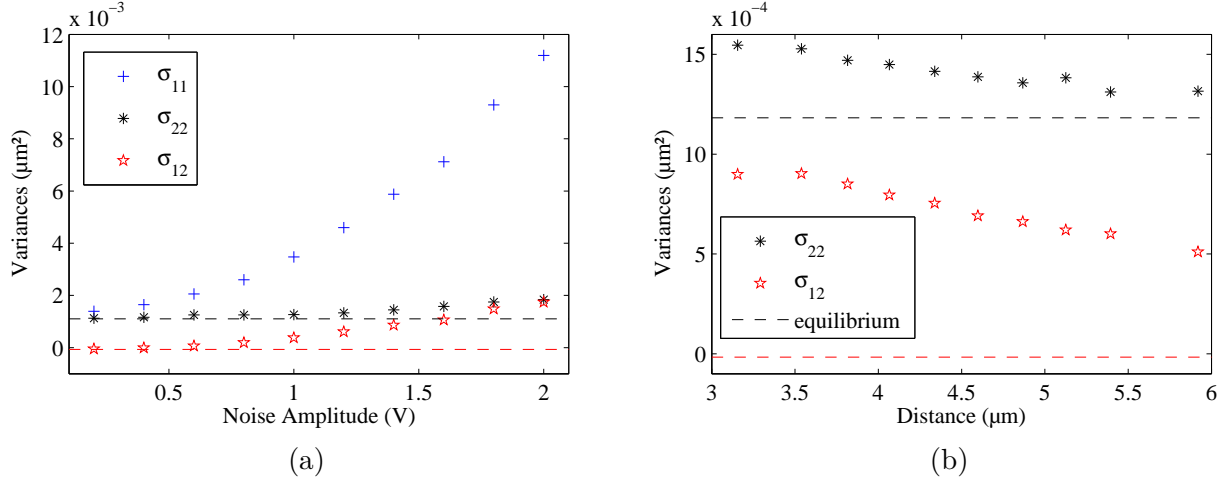 x 10⁻³
12
10
8
6
4
2
0
Variances (µm²)
σ₁₁
σ₂₂
σ₁₂
0.5
1
1.5
2
Noise Amplitude (V)
(a)
x 10⁻⁴
15
10
5
0
Variances (µm²)
σ₂₂
σ₁₂
equilibrium
3
3.5
4
4.5
5
5.5
6
Distance (µm)
(b)